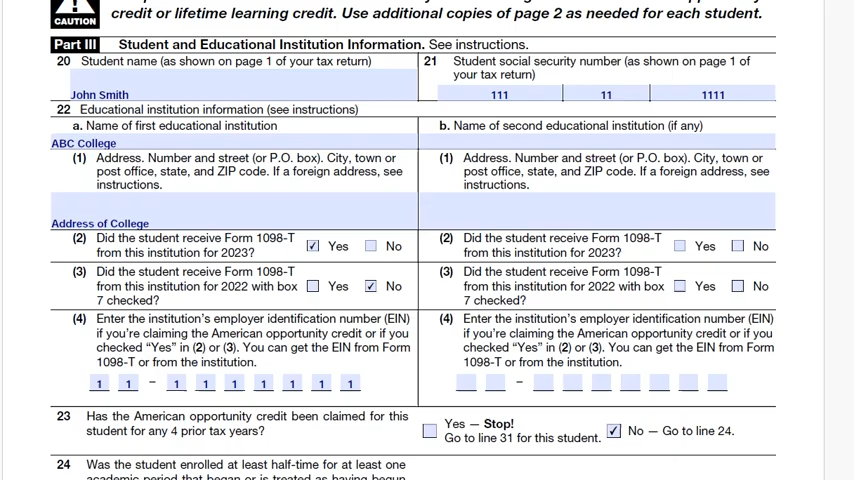 CAUTION
credit or lifetime learning credit. Use additional copies of page 2 as needed for each student.
Part III Student and Educational Institution Information. See instructions.
20 Student name (as shown on page 1 of your tax return)
John Smith
21 Student social security number (as shown on page 1 of
your tax return)
111 11 1111
22 Educational institution information (see instructions)
a. Name of first educational institution
ABC College
(1) Address. Number and street (or P.O. box). City, town or
post office, state, and ZIP code. If a foreign address, see
instructions.
Address of College
(2) Did the student receive Form 1098-T
from this institution for 2023? Yes No
(3) Did the student receive Form 1098-T
from this institution for 2022 with box Yes No
7 checked?
(4) Enter the institution's employer identification number (EIN)
if you're claiming the American opportunity credit or if you
checked "Yes" in (2) or (3). You can get the EIN from Form
1098-T or from the institution.
1 1 – 1 1 1 1 1 1 1
b. Name of second educational institution (if any)
(1) Address. Number and street (or P.O. box). City, town or
post office, state, and ZIP code. If a foreign address, see
instructions.
(2) Did the student receive Form 1098-T
from this institution for 2023? Yes No
(3) Did the student receive Form 1098-T
from this institution for 2022 with box Yes No
7 checked?
(4) Enter the institution's employer identification number (EIN)
if you're claiming the American opportunity credit or if you
checked "Yes" in (2) or (3). You can get the EIN from Form
1098-T or from the institution.
–
23 Has the American opportunity credit been claimed for this
student for any 4 prior tax years?
Yes — Stop!
Go to line 31 for this student.
No — Go to line 24.
24 Was the student enrolled at least half-time for at least one
academic period that began or is treated as having begun